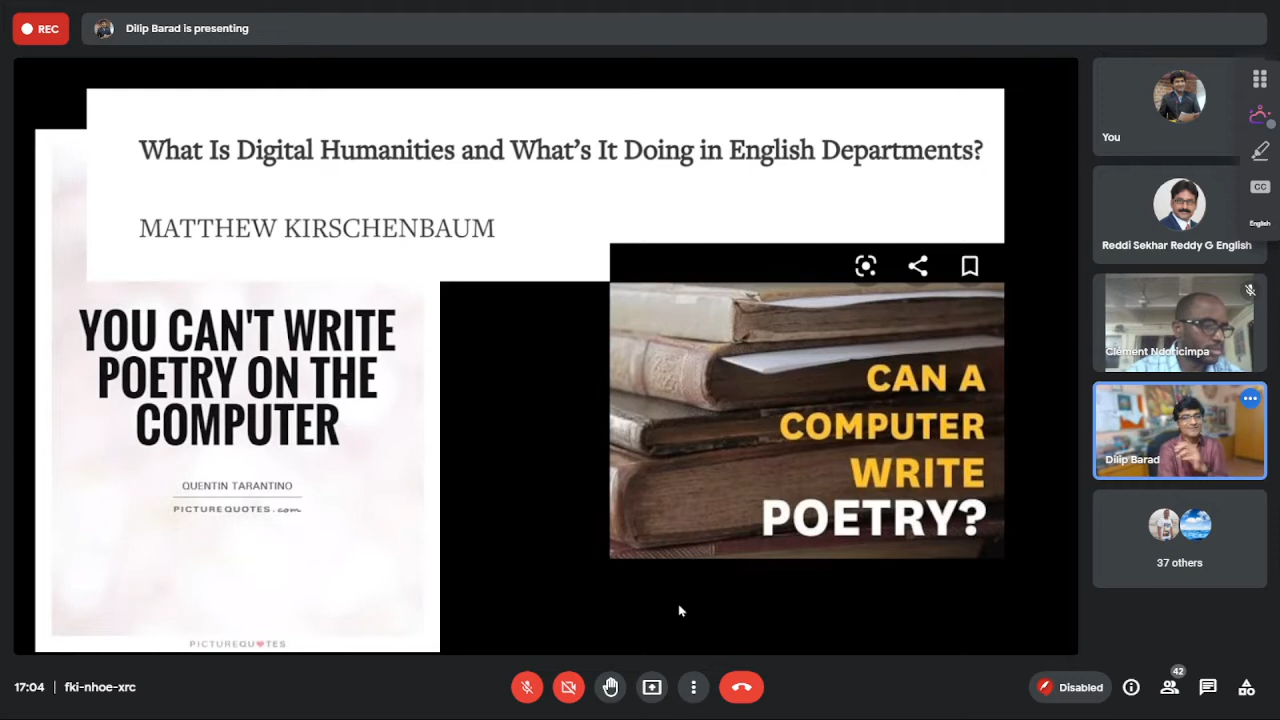 REC
Dilip Barad is presenting
What Is Digital Humanities and What's It Doing in English Departments?
MATTHEW KIRSCHENBAUM
YOU CAN'T WRITE
POETRY ON THE
COMPUTER
QUENTIN TARANTINO
PICTUREQUOTES.com
PICTUREQUOTES
CAN A
COMPUTER
WRITE
POETRY?
You
Reddi Sekhar Reddy G English
Clément Ndoricimpa
Dilip Barad
37 others
CC
English
17:04 | fki-nhoe-xrc
Disabled
42